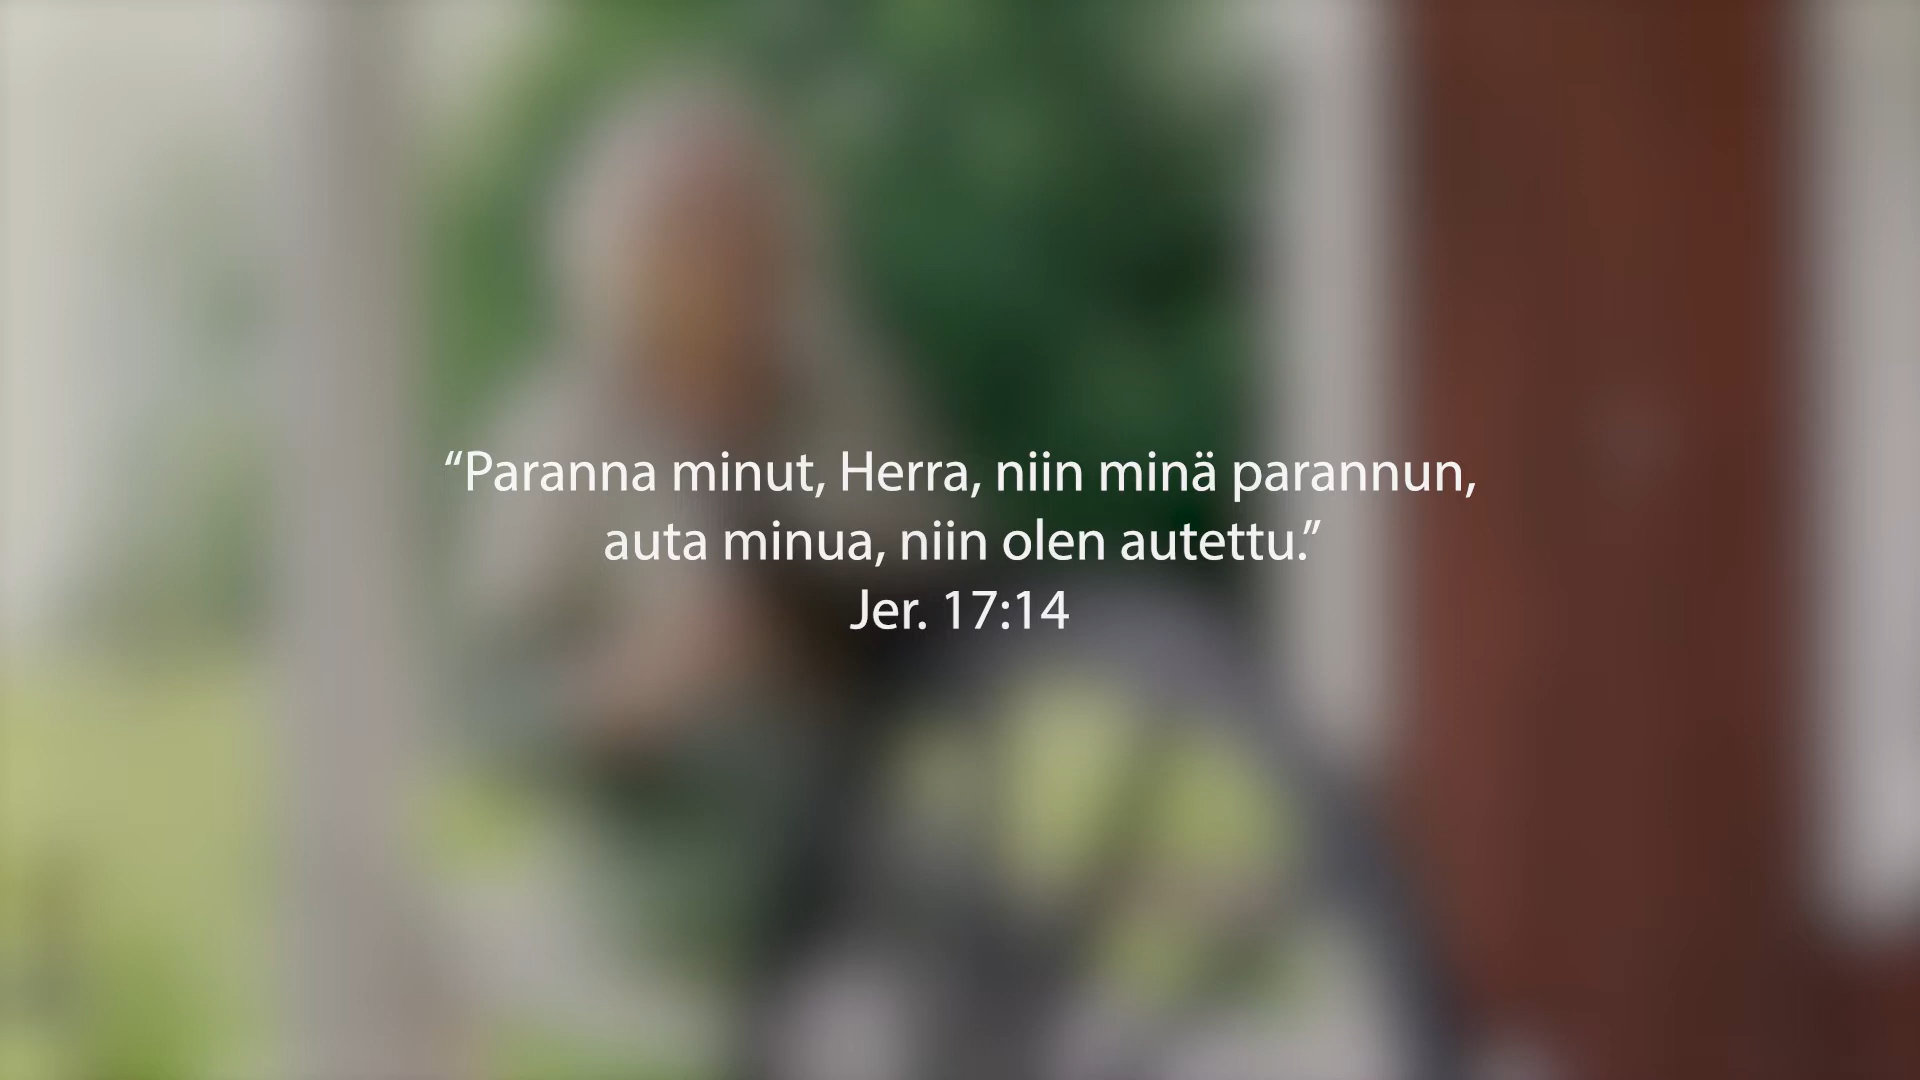 “Paranna minut, Herra, niin minä parannun,
auta minua, niin olen autettu.”
Jer. 17:14